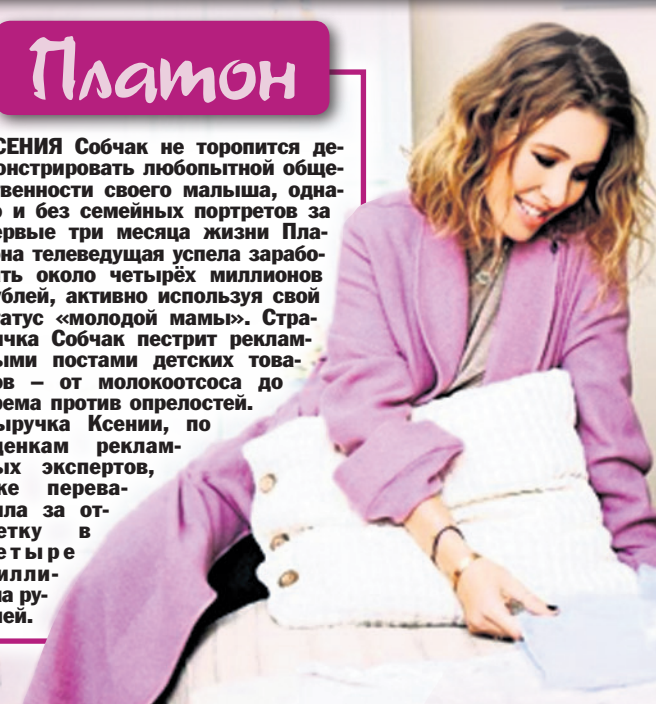 Платон
СЕНИЯ Собчак не торопится де-
онстрировать любопытной обще-
твенности своего малыша, одна-
о и без семейных портретов за
ервые три месяца жизни Пла-
на телеведущая успела зарабо-
ть около четырёх миллионов
ублей, активно используя свой
татус «молодой мамы». Стра-
ичка Собчак пестрит реклам-
ыми постами детских това-
ов – от молокоотсоса до
рема против опрелостей.
ыручка Ксении, по
ценкам реклам-
ых экспертов,
же перева-
ила за от-
етку в
етыре
илли-
на ру-
лей.